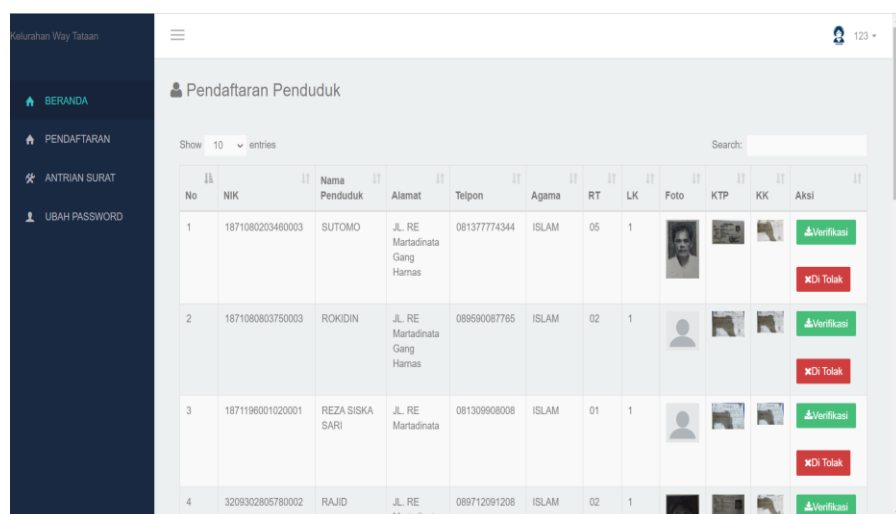 Kelurahan Way Tataan
123
BERANDA
PENDAFTARAN
ANTRIAN SURAT
UBAH PASSWORD
Pendaftaran Penduduk
Show 10 entries
Search:
No NIK Nama Penduduk Alamat Telpon Agama RT LK Foto KTP KK Aksi
1 1871080203460003 SUTOMO JL. RE Martadinata Gang Harnas 081377774344 ISLAM 05 1 Verifikasi
Di Tolak
2 1871080803750003 ROKIDIN JL. RE Martadinata Gang Harnas 089590087765 ISLAM 02 1 Verifikasi
Di Tolak
3 1871196001020001 REZA SISKA SARI JL. RE Martadinata 081309908008 ISLAM 01 1 Verifikasi
Di Tolak
4 3209302805780002 RAJID JL. RE 089712091208 ISLAM 02 1 Verifikasi